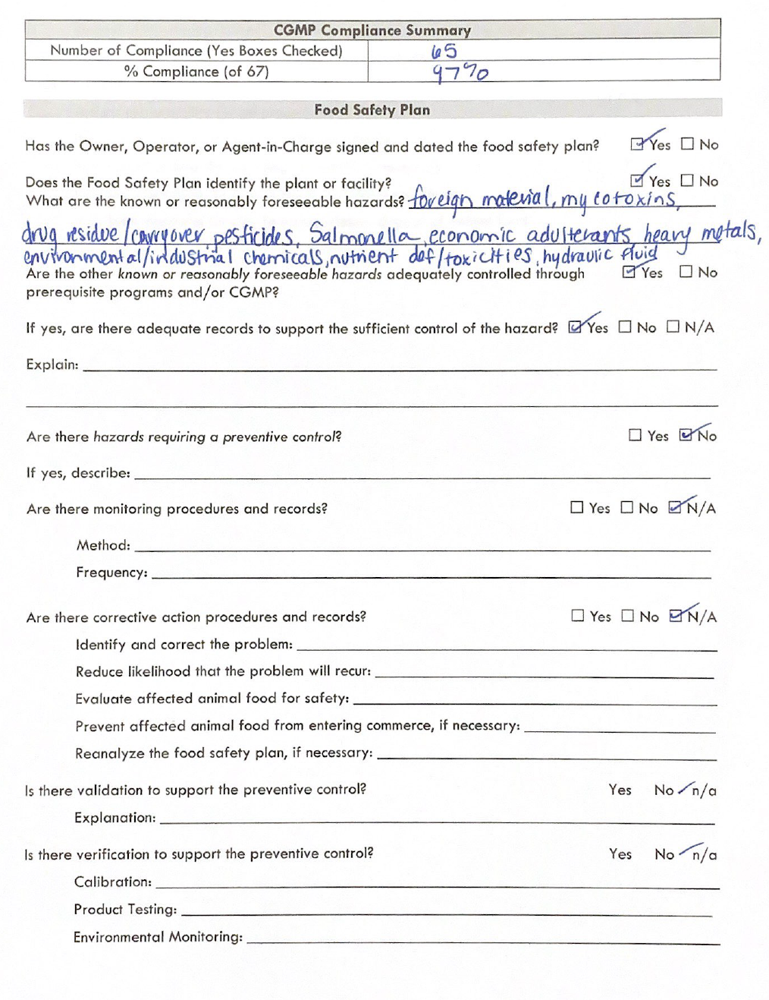 CGMP Compliance Summary
Number of Compliance (Yes Boxes Checked) 65
% Compliance (of 67) 97%
Food Safety Plan
Has the Owner, Operator, or Agent-in-Charge signed and dated the food safety plan? ☑ Yes ☐ No
Does the Food Safety Plan identify the plant or facility? ☑ Yes ☐ No
What are the known or reasonably foreseeable hazards? foreign material, mycotoxins,
drug residue/carryover, pesticides, Salmonella, economic adulterants, heavy metals,
environmental/industrial chemicals, nutrient def/toxicities, hydraulic fluid
Are the other known or reasonably foreseeable hazards adequately controlled through ☑ Yes ☐ No
prerequisite programs and/or CGMP?
If yes, are there adequate records to support the sufficient control of the hazard? ☑ Yes ☐ No ☐ N/A
Explain:
Are there hazards requiring a preventive control? ☐ Yes ☑ No
If yes, describe:
Are there monitoring procedures and records? ☐ Yes ☐ No ☑ N/A
Method:
Frequency:
Are there corrective action procedures and records? ☐ Yes ☐ No ☑ N/A
Identify and correct the problem:
Reduce likelihood that the problem will recur:
Evaluate affected animal food for safety:
Prevent affected animal food from entering commerce, if necessary:
Reanalyze the food safety plan, if necessary:
Is there validation to support the preventive control? Yes No ✓ n/a
Explanation:
Is there verification to support the preventive control? Yes No ✓ n/a
Calibration:
Product Testing:
Environmental Monitoring: